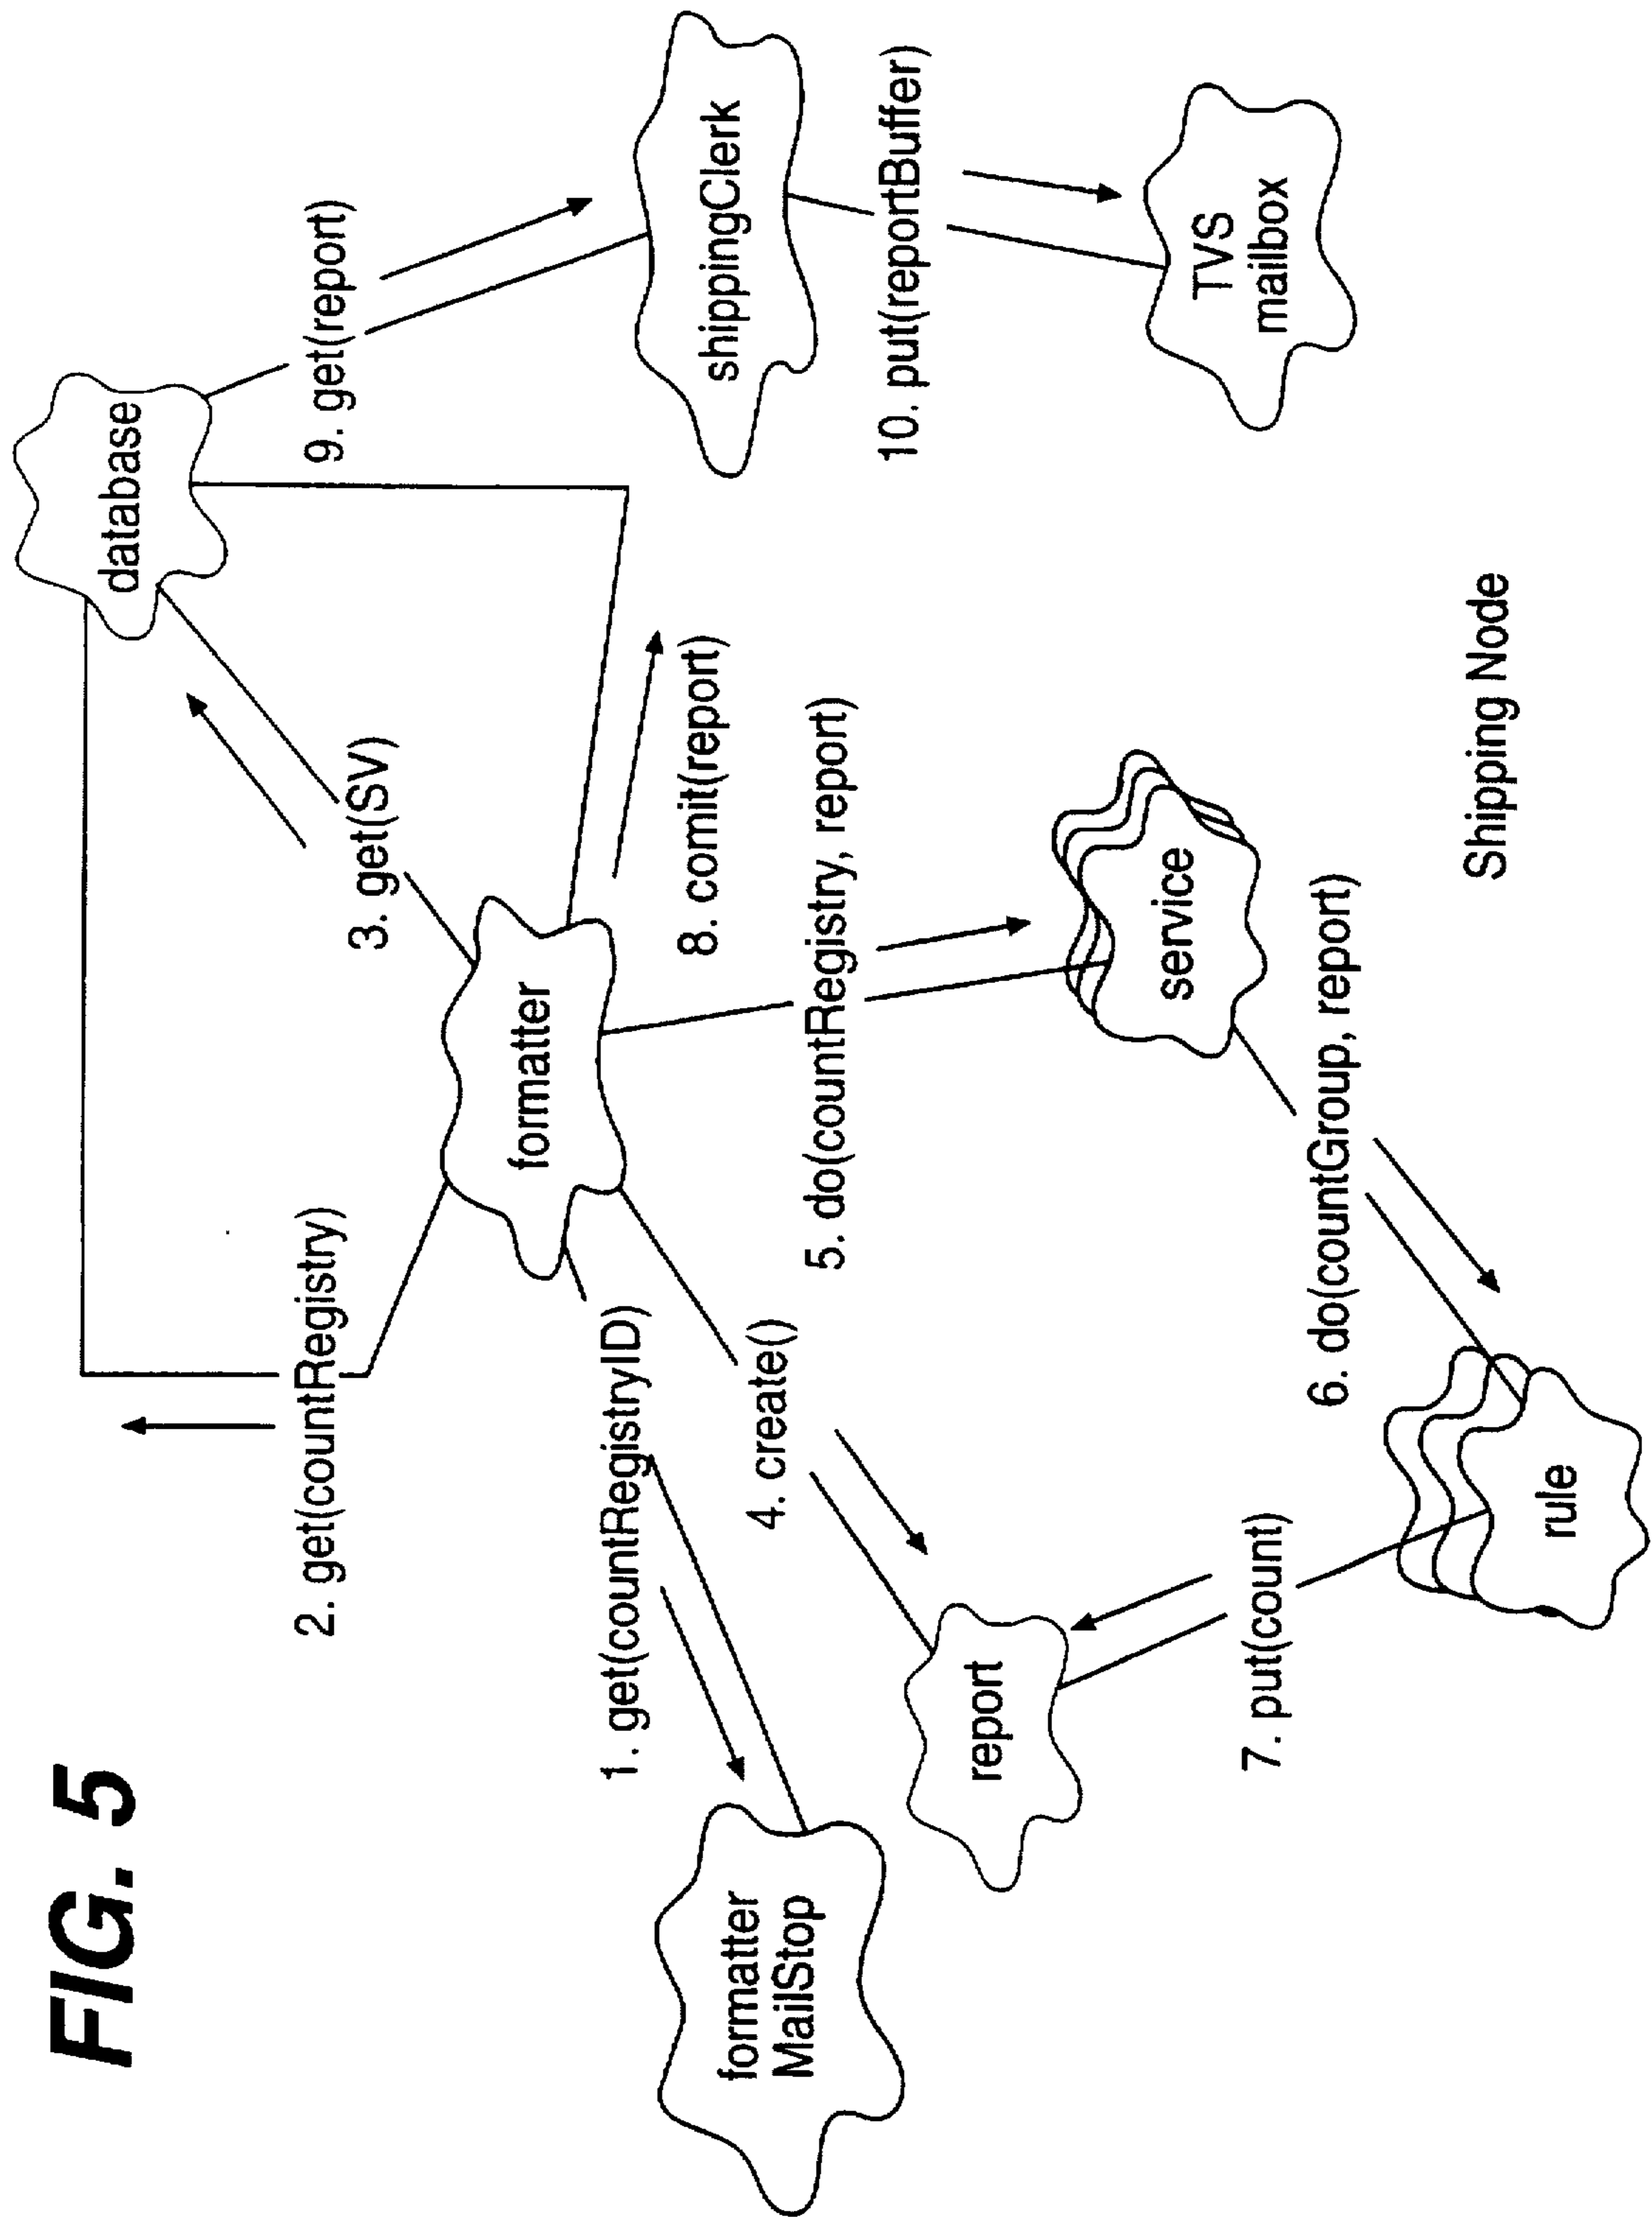 FIG. 5
2. get(countRegistry)
database
3. get(SV)
9. get(report)
formatter
1. get(countRegistryID)
8. comit(report)
shippingClerk
formatter
MailStop
4. create()
5. do(countRegistry, report)
10. put(reportBuffer)
report
service
TVS
mailbox
7. put(count)
6. do(countGroup, report)
rule
Shipping Node